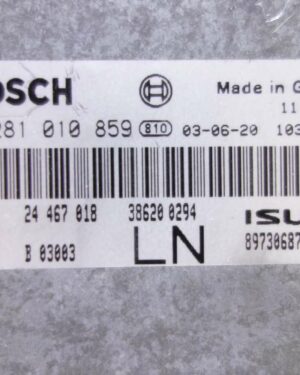 OSCH Made in G
11
281 010 859 810 03-06-20 103
24 467 018 38620 0294 ISU
B 03003 LN 89730687